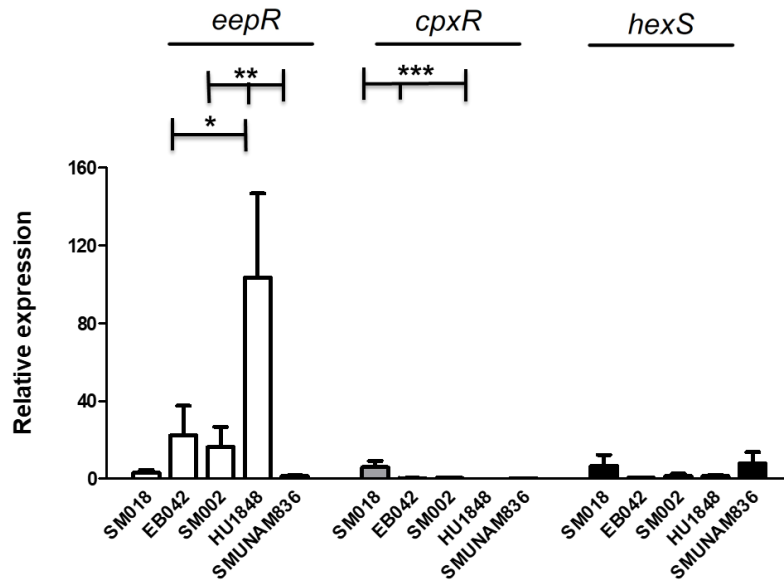 eepR cpxR hexS
** ***
*
160
120
80
40
0
Relative expression
SM018 EB042 SM002 HU1848 SMUNAM836 SM018 EB042 SM002 HU1848 SMUNAM836 SM018 EB042 SM002 HU1848 SMUNAM836